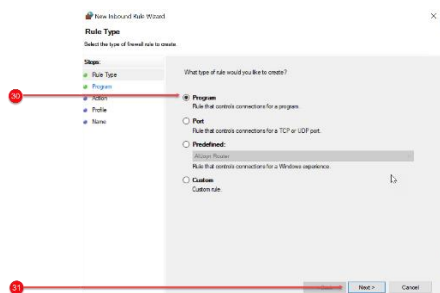 New Inbound Rule Wizard
Rule Type
Select the type of firewall rule to create.
Steps:
Rule Type
Program
Action
Profile
Name
What type of rule would you like to create?
30
Program
Rule that controls connections for a program.
Port
Rule that controls connections for a TCP or UDP port.
Predefined:
Rule that controls connections for a Windows experience.
Custom
Custom rule.
31
Next >
Cancel